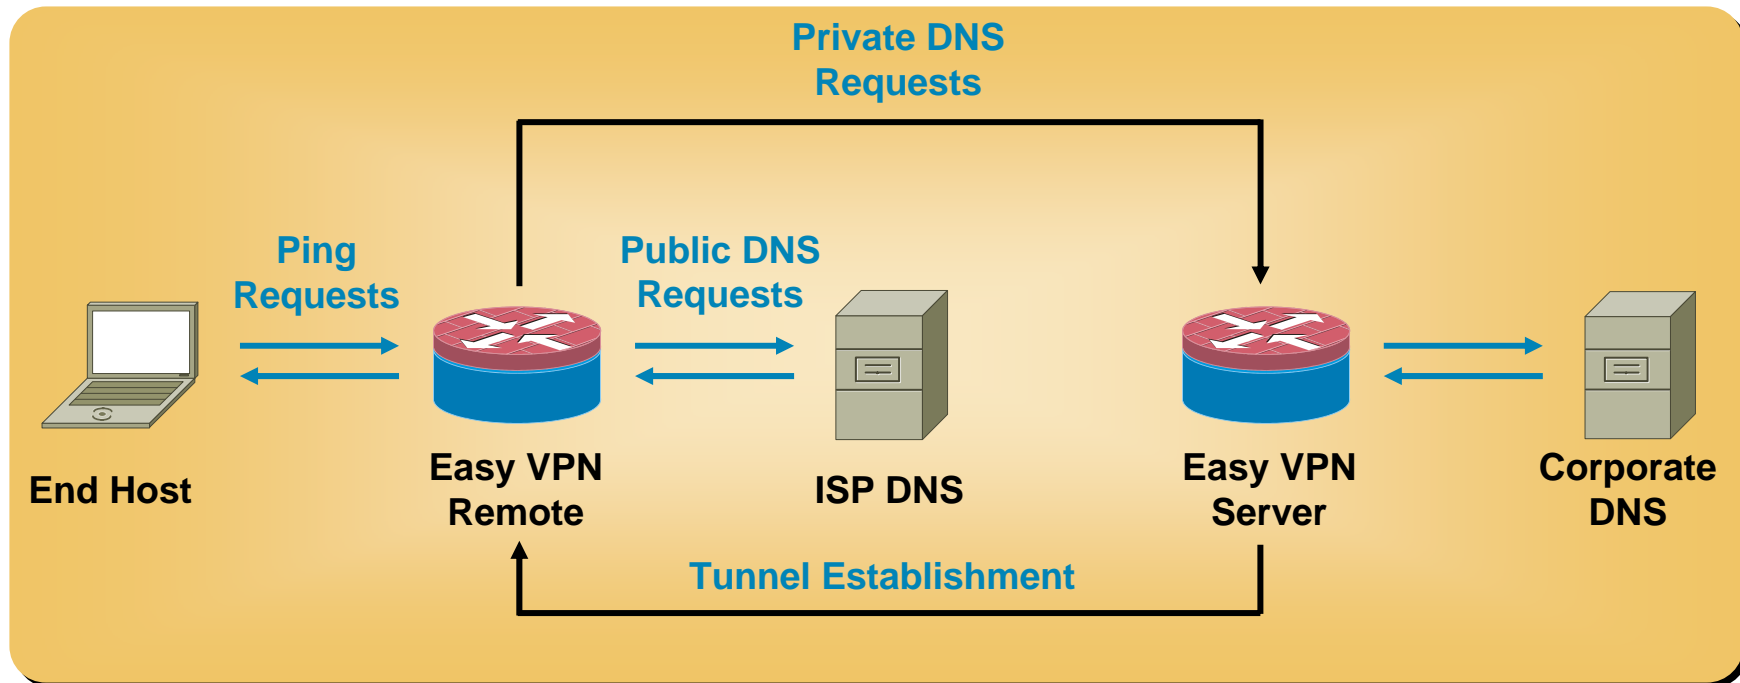 Private DNS
Requests
Ping
Requests
Public DNS
Requests
End Host
Easy VPN
Remote
ISP DNS
Easy VPN
Server
Corporate
DNS
Tunnel Establishment